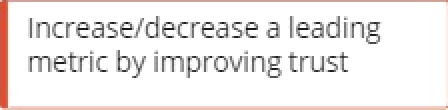 Increase/decrease a leading
metric by improving trust